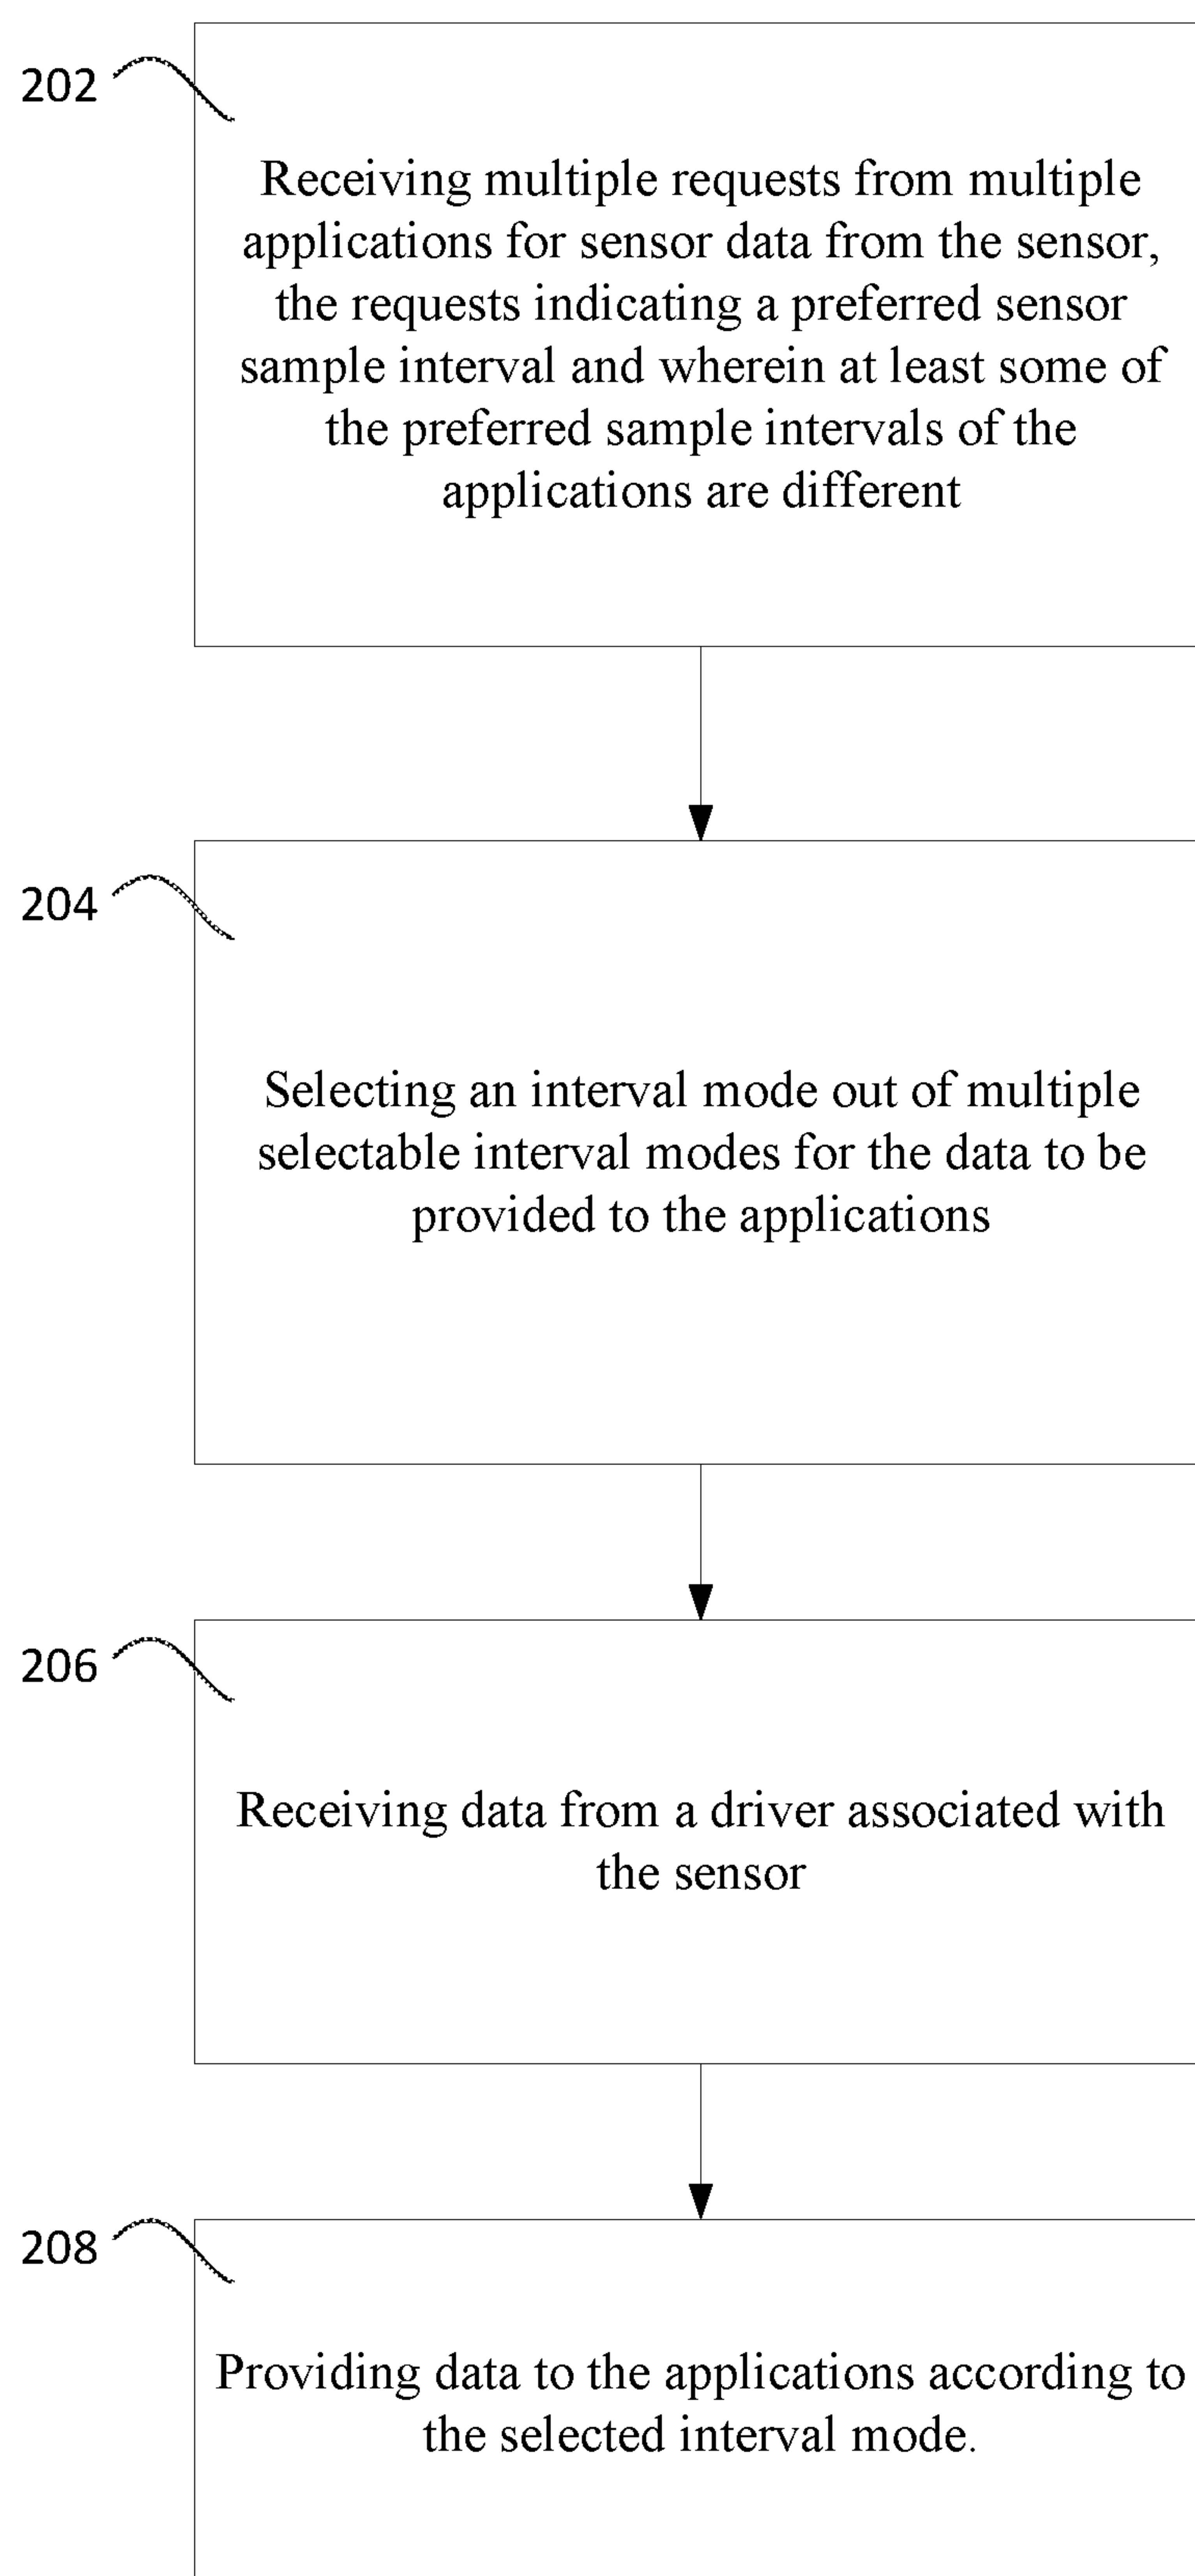 202
Receiving multiple requests from multiple
applications for sensor data from the sensor,
the requests indicating a preferred sensor
sample interval and wherein at least some of
the preferred sample intervals of the
applications are different
204
Selecting an interval mode out of multiple
selectable interval modes for the data to be
provided to the applications
206
Receiving data from a driver associated with
the sensor
208
Providing data to the applications according to
the selected interval mode.